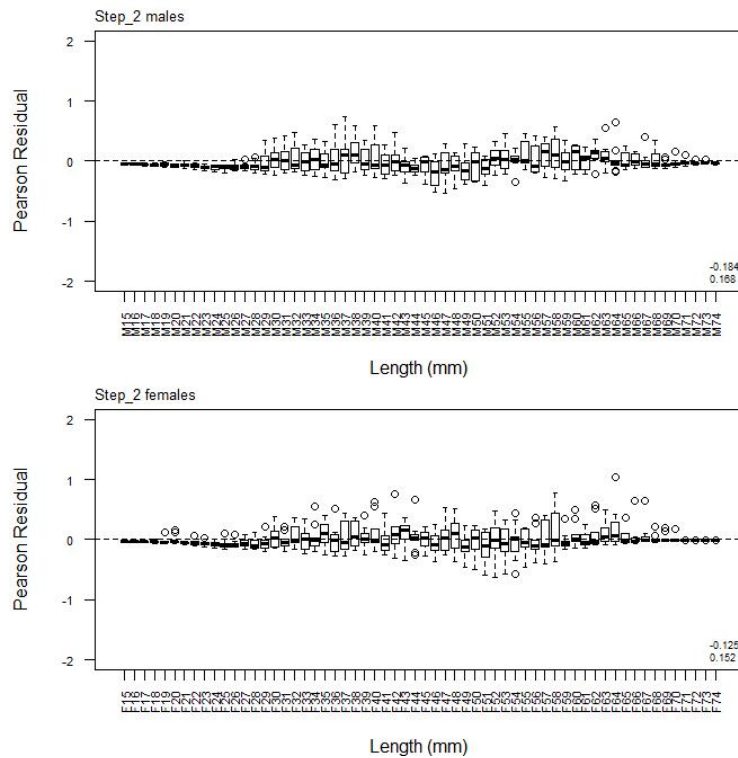 Step_2 males
2
1
0
-1
-2
Pearson Residual
-0.184
0.168
M15 M16 M17 M18 M19 M20 M21 M22 M23 M24 M25 M26 M27 M28 M29 M30 M31 M32 M33 M34 M35 M36 M37 M38 M39 M40 M41 M42 M43 M44 M45 M46 M47 M48 M49 M50 M51 M52 M53 M54 M55 M56 M57 M58 M59 M60 M61 M62 M63 M64 M65 M66 M67 M68 M69 M70 M71 M72 M73 M74
Length (mm)
Step_2 females
2
1
0
-1
-2
Pearson Residual
-0.125
0.152
F15 F16 F17 F18 F19 F20 F21 F22 F23 F24 F25 F26 F27 F28 F29 F30 F31 F32 F33 F34 F35 F36 F37 F38 F39 F40 F41 F42 F43 F44 F45 F46 F47 F48 F49 F50 F51 F52 F53 F54 F55 F56 F57 F58 F59 F60 F61 F62 F63 F64 F65 F66 F67 F68 F69 F70 F71 F72 F73 F74
Length (mm)